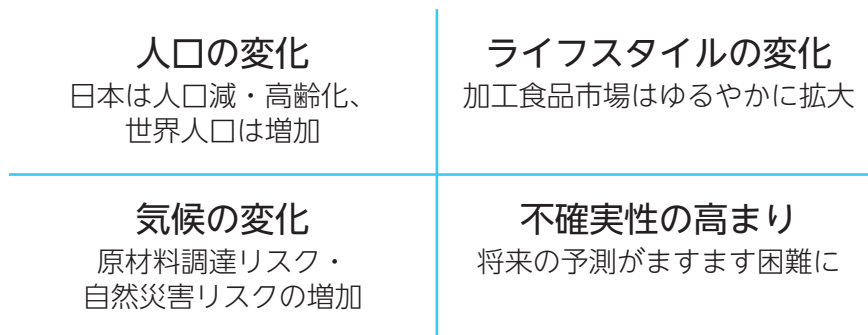 人口の変化
日本は人口減・高齢化、
世界人口は増加
ライフスタイルの変化
加工食品市場はゆるやかに拡大
気候の変化
原材料調達リスク・
自然災害リスクの増加
不確実性の高まり
将来の予測がますます困難に